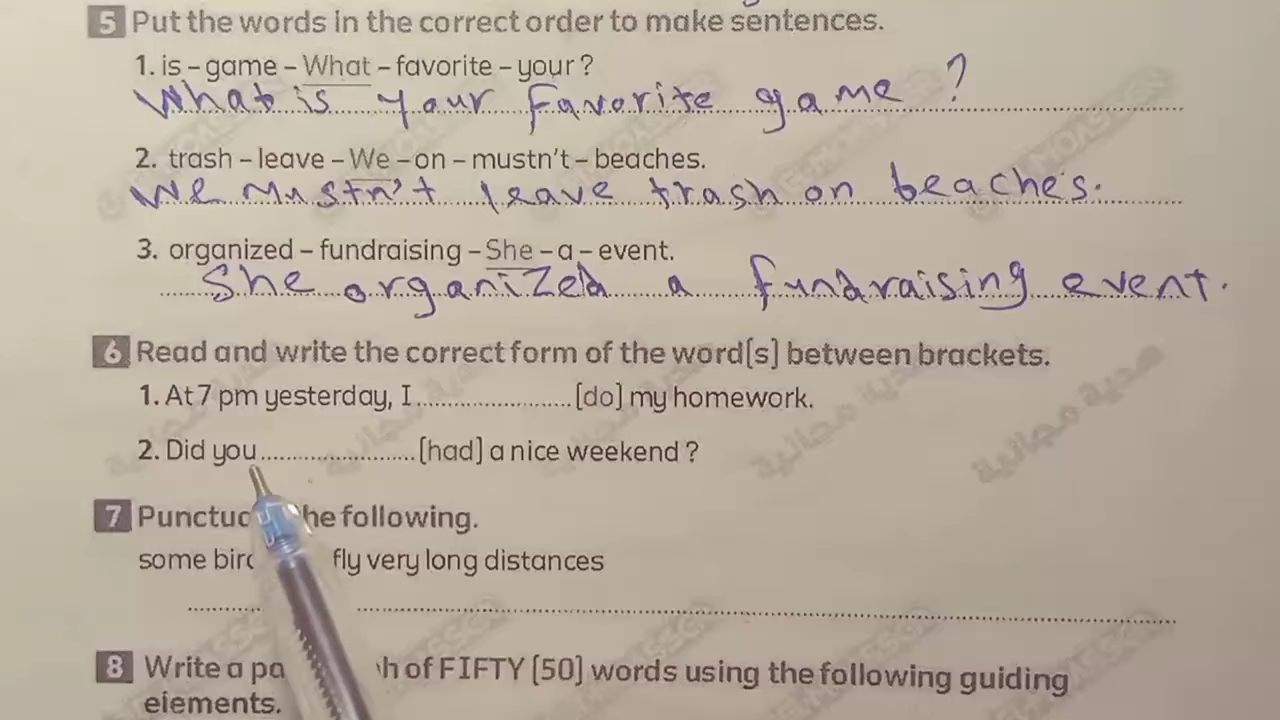 5 Put the words in the correct order to make sentences.
1. is – game – What – favorite – your ?
What is your favorite game ?
2. trash – leave – We – on – mustn't – beaches.
We mustn't leave trash on beaches.
3. organized – fundraising – She – a – event.
She organized a fundraising event.
6 Read and write the correct form of the word[s] between brackets.
1. At 7 pm yesterday, I...................... [do] my homework.
2. Did you...................... [had] a nice weekend ?
7 following.
some fly very long distances
8 Write a of FIFTY [50] words using the following guiding
elements.